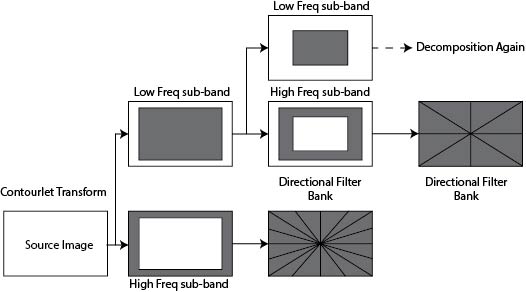 Low Freq sub-band
Decomposition Again
Low Freq sub-band
High Freq sub-band
Contourlet Transform
Directional Filter
Bank
Directional Filter
Bank
Source Image
High Freq sub-band